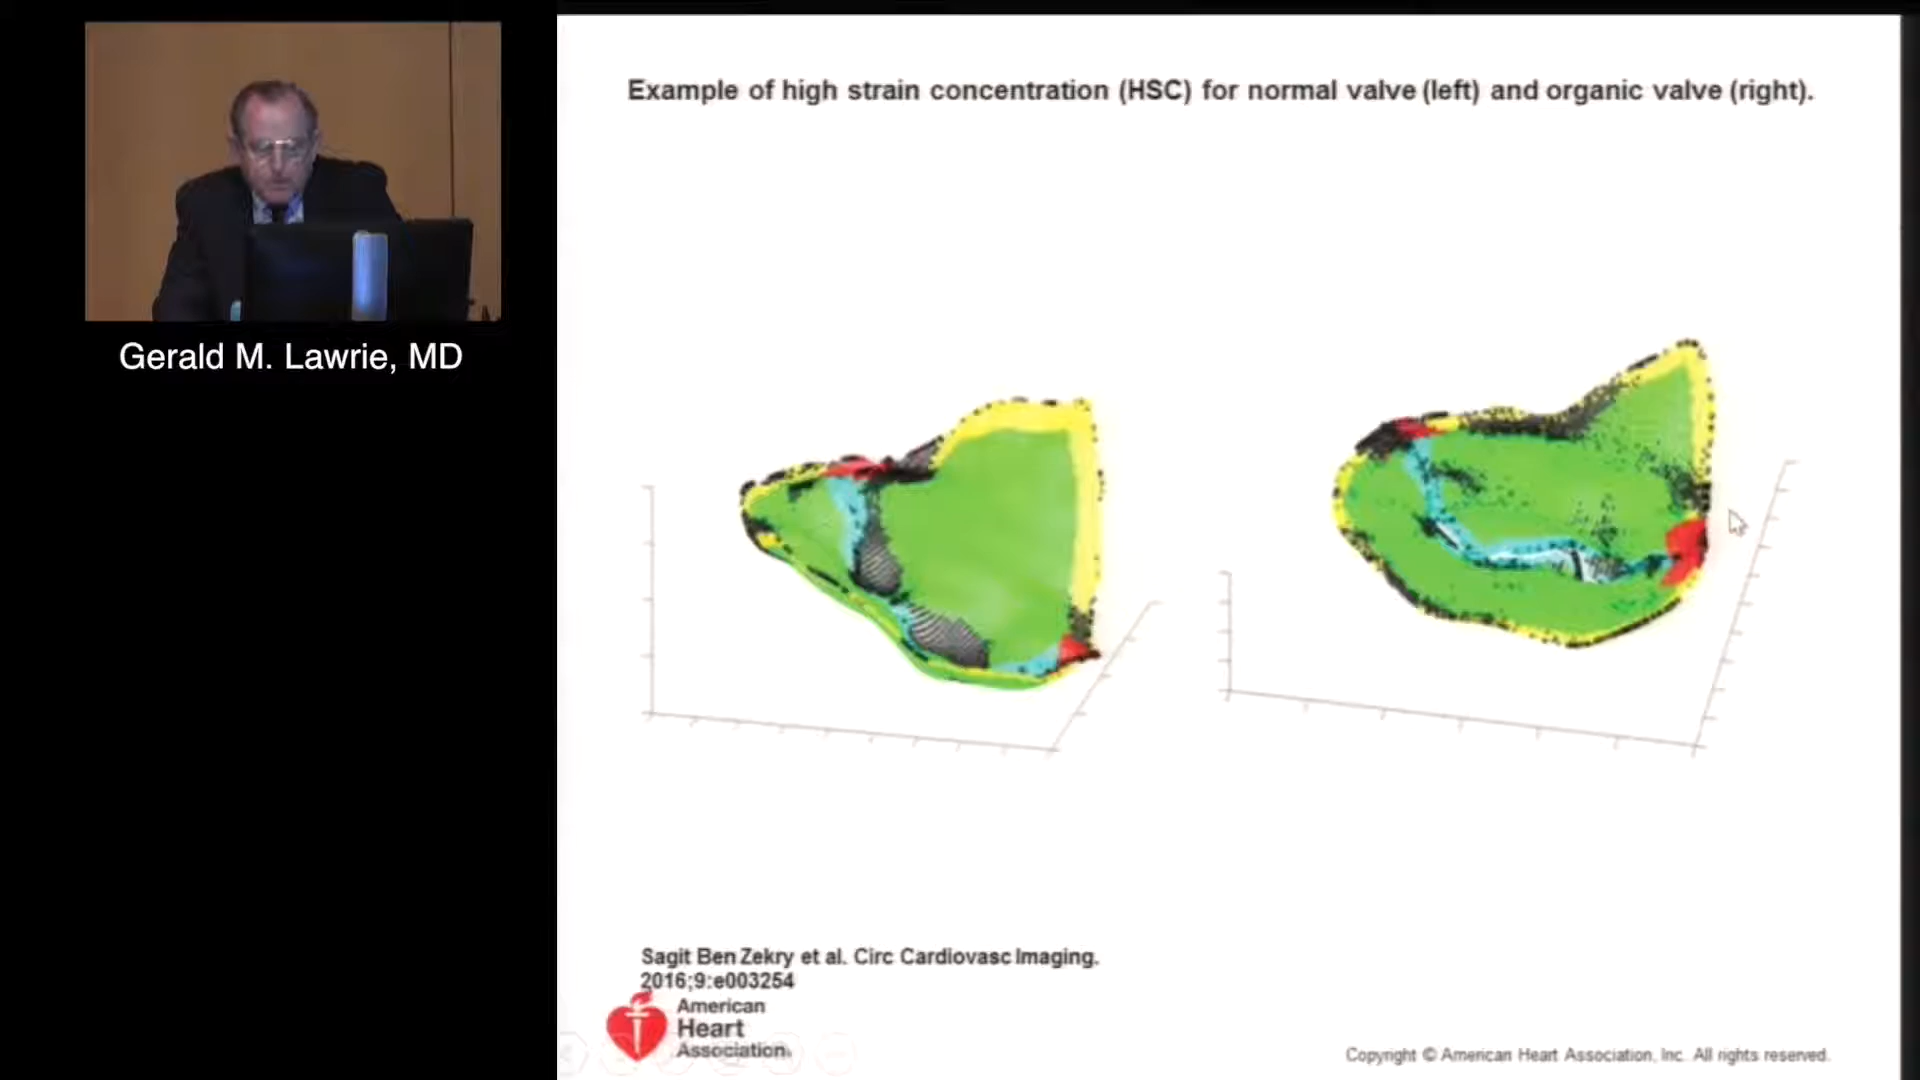 Example of high strain concentration (HSC) for normal valve (left) and organic valve (right).
Gerald M. Lawrie, MD
Sagit Ben Zekry et al. Circ Cardiovasc Imaging.
2016;9:e003254
American
Heart
Association.
Copyright © American Heart Association, Inc. All rights reserved.